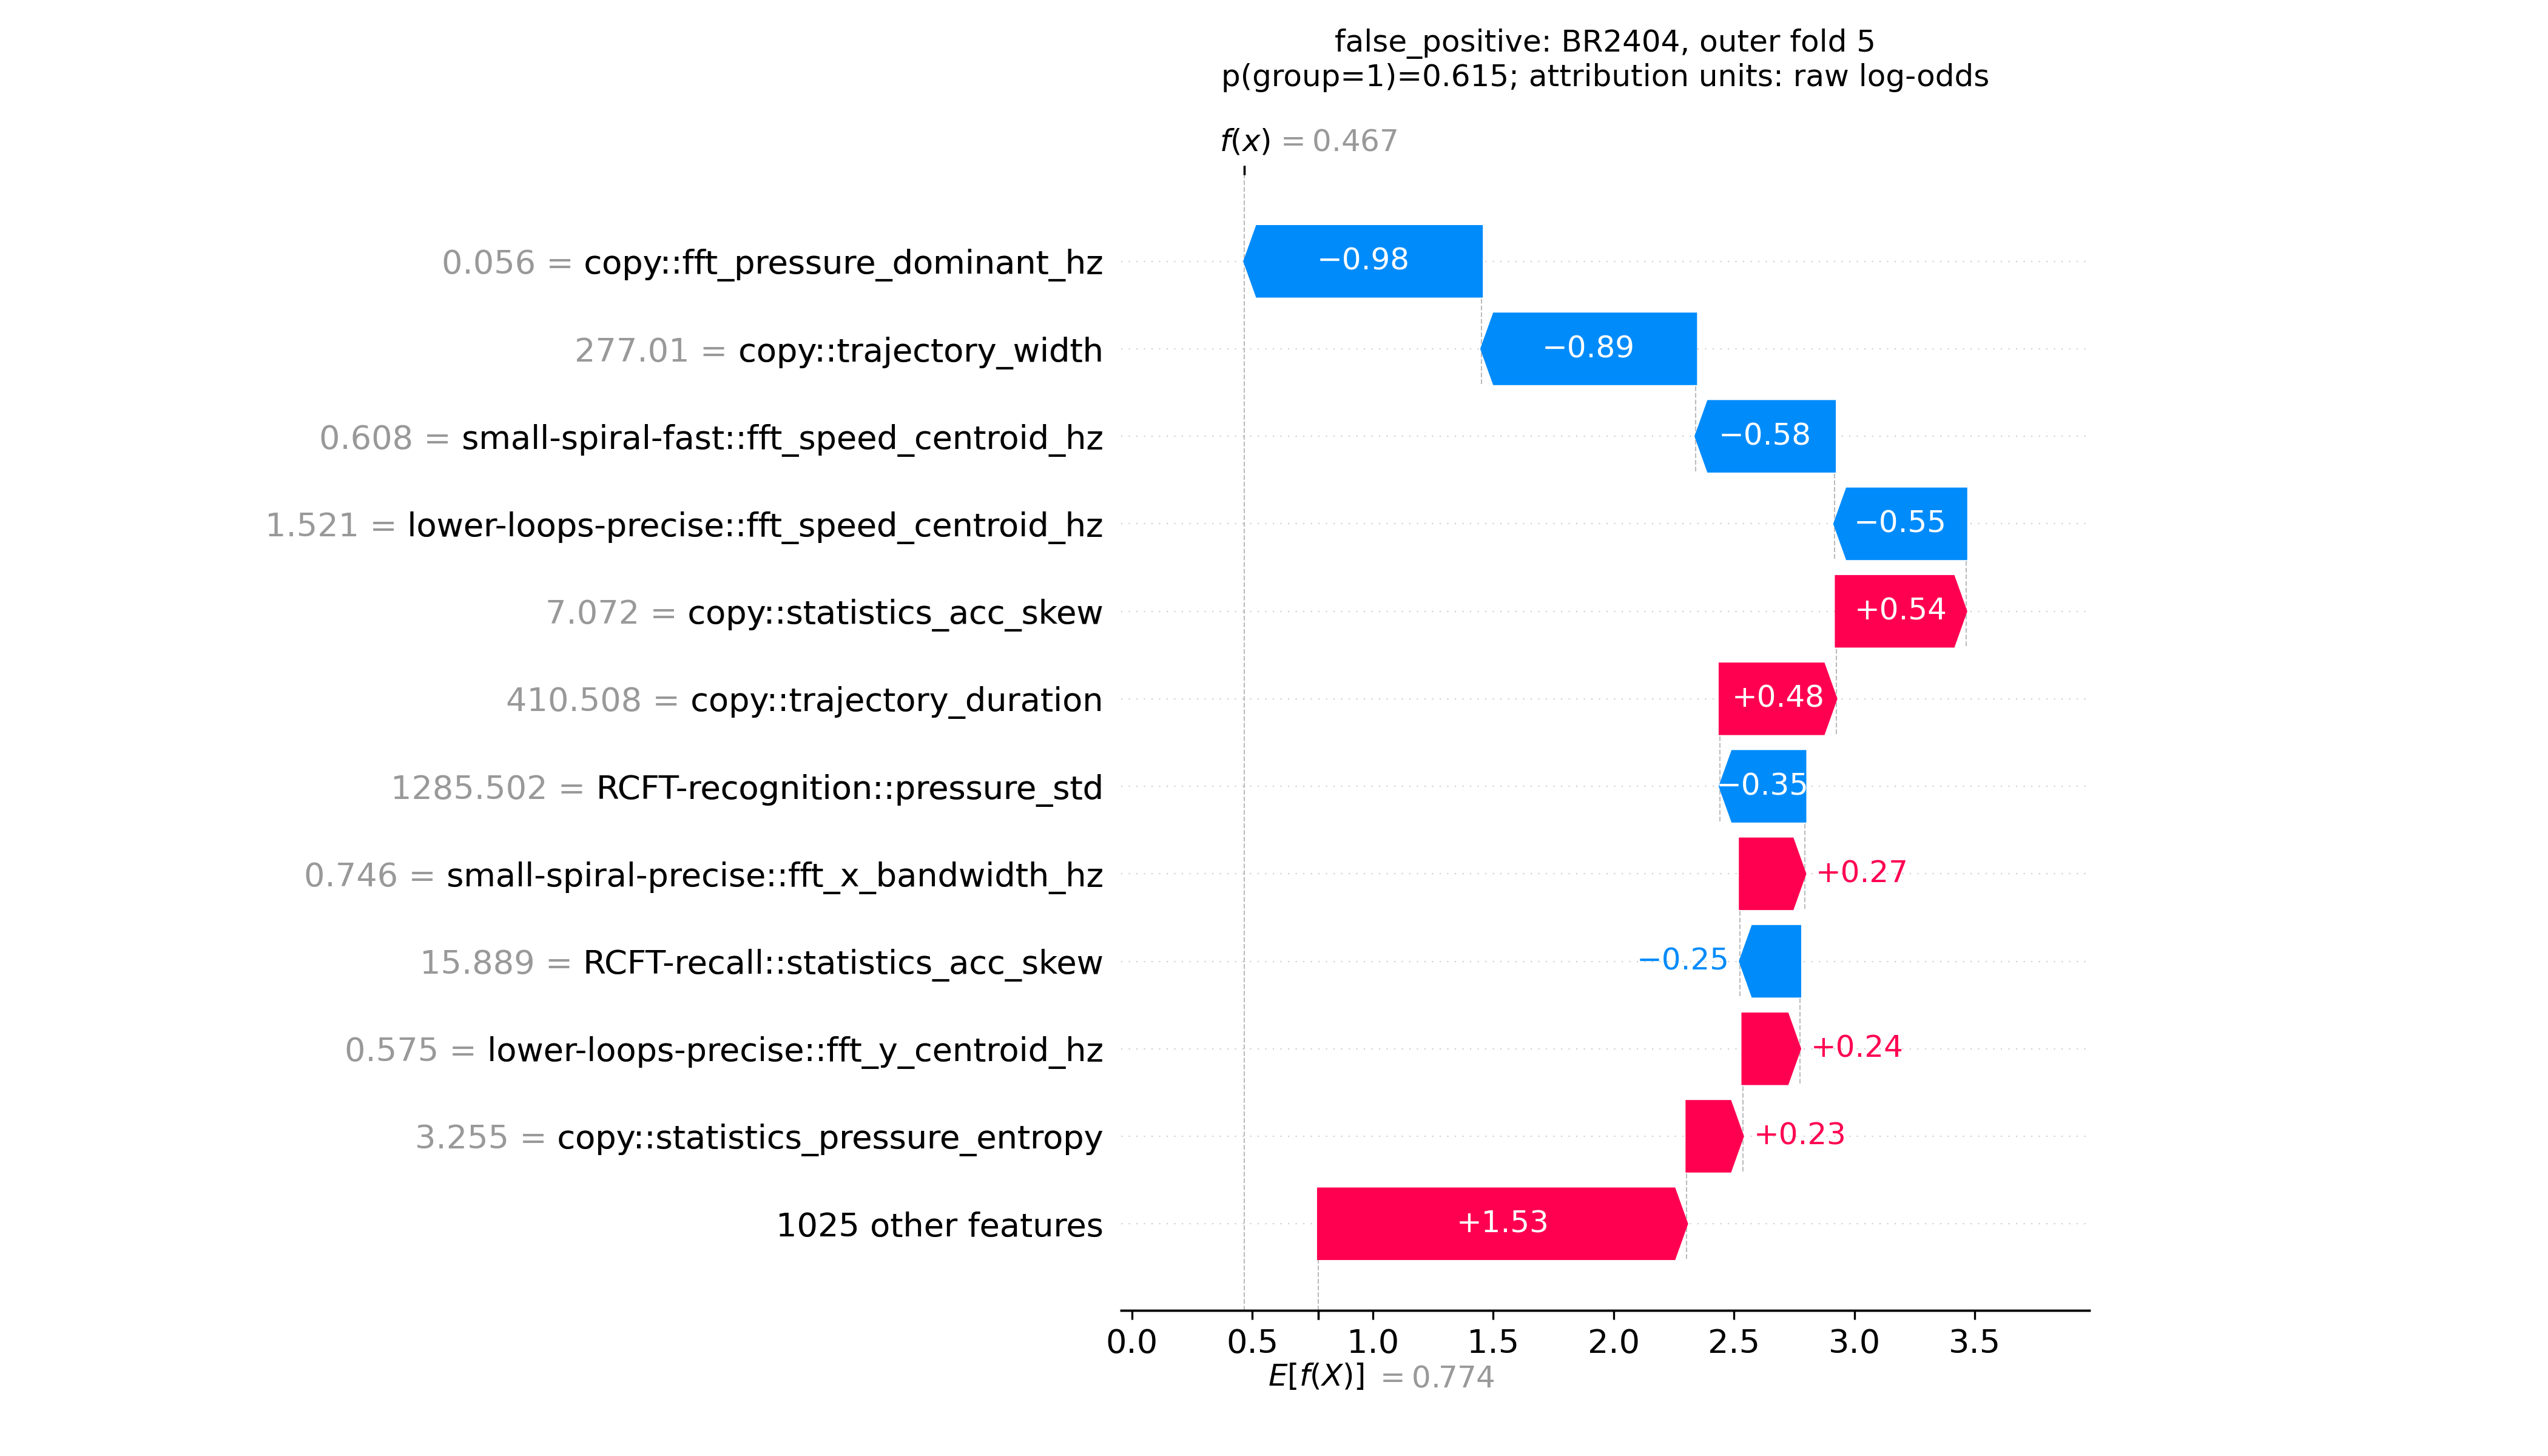 false_positive: BR2404, outer fold 5
p(group=1)=0.615; attribution units: raw log-odds
f(x) = 0.467
0.056 = copy::fft_pressure_dominant_hz −0.98
277.01 = copy::trajectory_width −0.89
0.608 = small-spiral-fast::fft_speed_centroid_hz −0.58
1.521 = lower-loops-precise::fft_speed_centroid_hz −0.55
7.072 = copy::statistics_acc_skew +0.54
410.508 = copy::trajectory_duration +0.48
1285.502 = RCFT-recognition::pressure_std −0.35
0.746 = small-spiral-precise::fft_x_bandwidth_hz +0.27
15.889 = RCFT-recall::statistics_acc_skew −0.25
0.575 = lower-loops-precise::fft_y_centroid_hz +0.24
3.255 = copy::statistics_pressure_entropy +0.23
1025 other features +1.53
0.0 0.5 1.0 1.5 2.0 2.5 3.0 3.5
E[f(X)] = 0.774